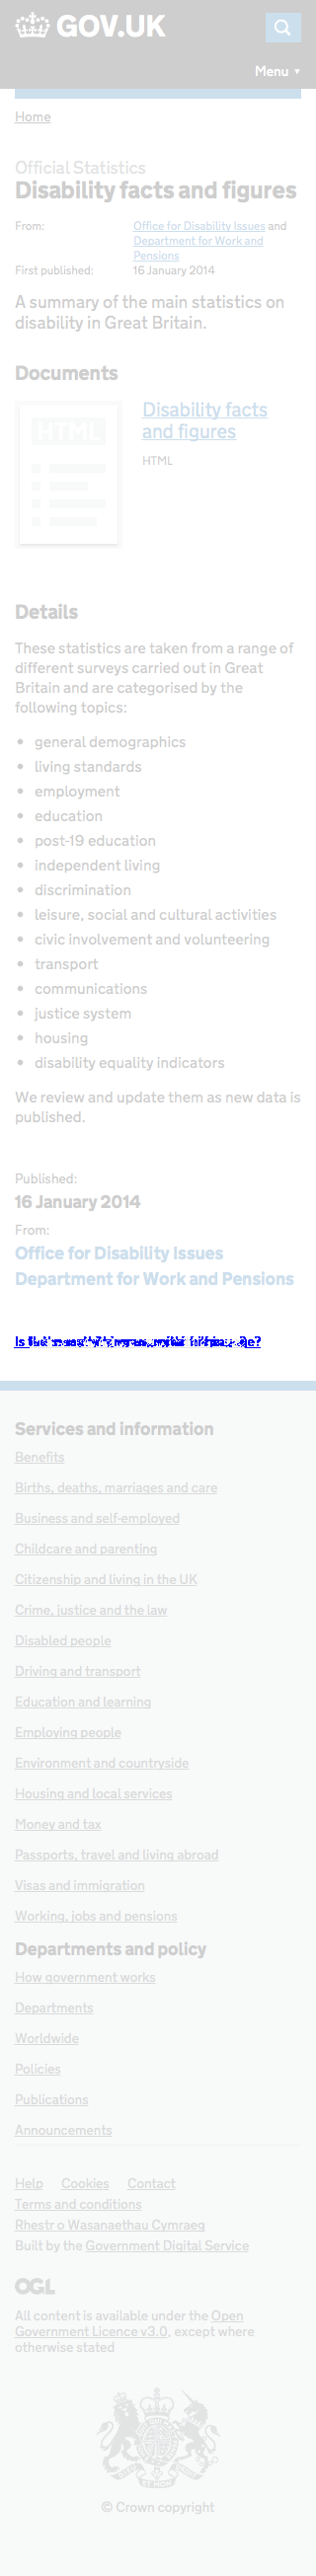 GOV.UK
Menu ▼
Home
Official Statistics
Disability facts and figures
From: Office for Disability Issues and
Department for Work and
Pensions
First published: 16 January 2014
A summary of the main statistics on
disability in Great Britain.
Documents
HTML
Disability facts
and figures
HTML
Details
These statistics are taken from a range of
different surveys carried out in Great
Britain and are categorised by the
following topics:
• general demographics
• living standards
• employment
• education
• post-19 education
• independent living
• discrimination
• leisure, social and cultural activities
• civic involvement and volunteering
• transport
• communications
• justice system
• housing
• disability equality indicators
We review and update them as new data is
published.
Published:
16 January 2014
From:
Office for Disability Issues
Department for Work and Pensions
Services and information
Benefits
Births, deaths, marriages and care
Business and self-employed
Childcare and parenting
Citizenship and living in the UK
Crime, justice and the law
Disabled people
Driving and transport
Education and learning
Employing people
Environment and countryside
Housing and local services
Money and tax
Passports, travel and living abroad
Visas and immigration
Working, jobs and pensions
Departments and policy
How government works
Departments
Worldwide
Policies
Publications
Announcements
Help Cookies Contact
Terms and conditions
Rhestr o Wasanaethau Cymraeg
Built by the Government Digital Service
OGL
All content is available under the Open
Government Licence v3.0, except where
otherwise stated
© Crown copyright